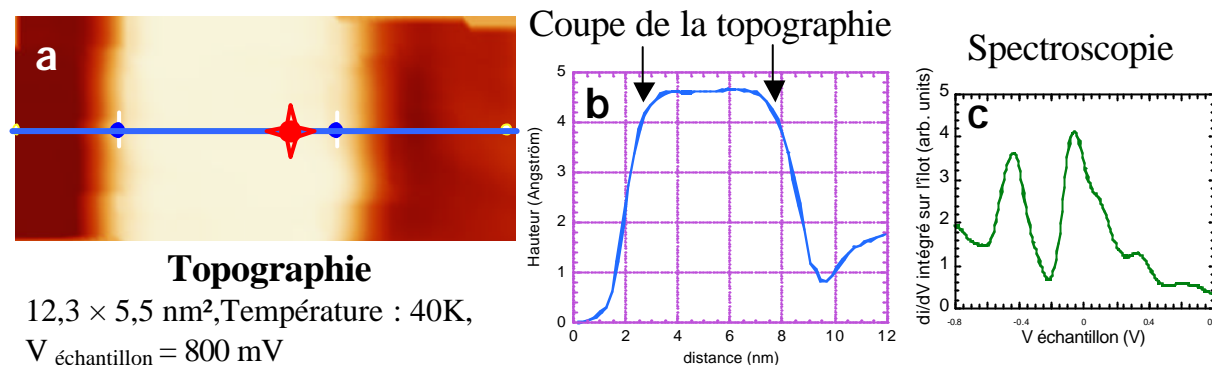 a
Topographie
12,3 × 5,5 nm²,Température : 40K,
V échantillon = 800 mV
Coupe de la topographie
b
Hauteur (Angström)
5
4
3
2
1
0
0 2 4 6 8 10 12
distance (nm)
Spectroscopie
c
di/dV intégré sur l'îlot (arb. units)
5
4
3
2
1
0
-0.8 -0.4 0 0.4
V échantillon (V)